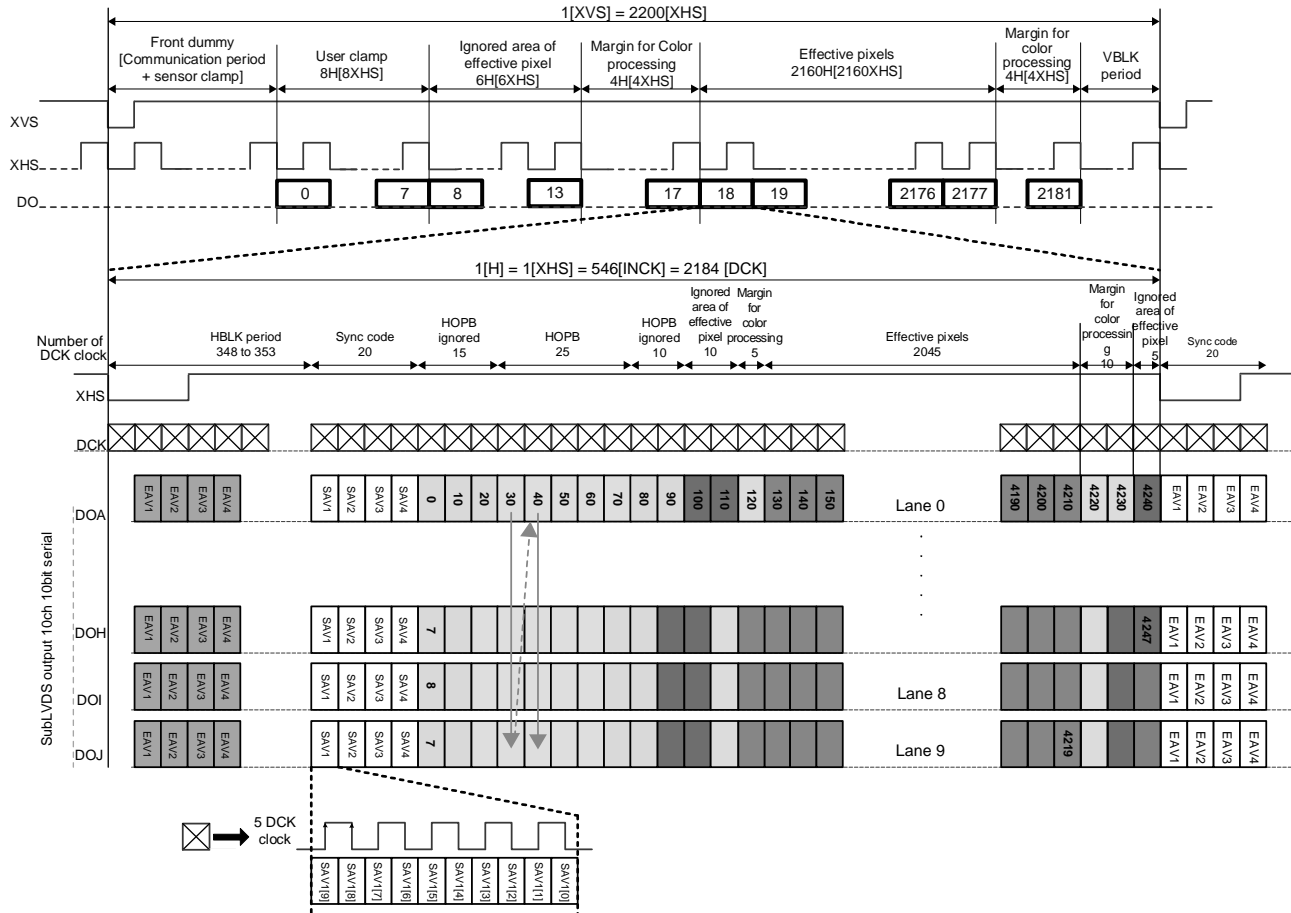 1[XVS] = 2200[XHS]
Front dummy
[Communication period
+ sensor clamp]
User clamp
8H[8XHS]
Ignored area of
effective pixel
6H[6XHS]
Margin for Color
processing
4H[4XHS]
Effective pixels
2160H[2160XHS]
Margin for
color
processing
4H[4XHS]
VBLK
period
XVS
XHS
DO
0 7 8 13 17 18 19 2176 2177 2181
1[H] = 1[XHS] = 546[INCK] = 2184 [DCK]
Number of
DCK clock
HBLK period
348 to 353
Sync code
20
HOPB
ignored
15
HOPB
25
HOPB
ignored
10
Ignored
area of
effective
pixel
10
Margin
for
color
processing
5
Effective pixels
2045
Margin
for
color
processin
g
10
Ignored
area of
effective
pixel
5
Sync code
20
XHS
DCK
SubLVDS output 10ch 10bit serial
DOA
EAV1 EAV2 EAV3 EAV4 SAV1 SAV2 SAV3 SAV4 0 10 20 30 40 50 60 70 80 90 100 110 120 130 140 150 Lane 0 4190 4200 4210 4220 4230 4240 EAV1 EAV2 EAV3 EAV4
DOH
EAV1 EAV2 EAV3 EAV4 SAV1 SAV2 SAV3 SAV4 7 4247 EAV1 EAV2 EAV3 EAV4
DOI
EAV1 EAV2 EAV3 EAV4 SAV1 SAV2 SAV3 SAV4 8 Lane 8 EAV1 EAV2 EAV3 EAV4
DOJ
EAV1 EAV2 EAV3 EAV4 SAV1 SAV2 SAV3 SAV4 7 Lane 9 4219 EAV1 EAV2 EAV3 EAV4
5 DCK
clock
SAV1[9] SAV1[8] SAV1[7] SAV1[6] SAV1[5] SAV1[4] SAV1[3] SAV1[2] SAV1[1] SAV1[0]